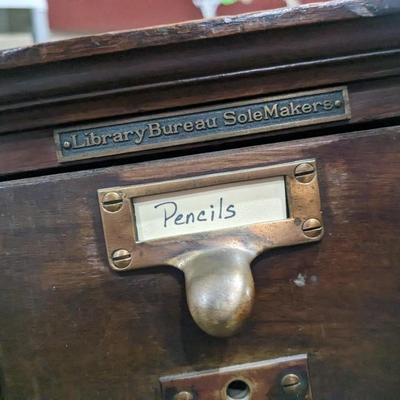 Library Bureau Sole Makers
Pencils